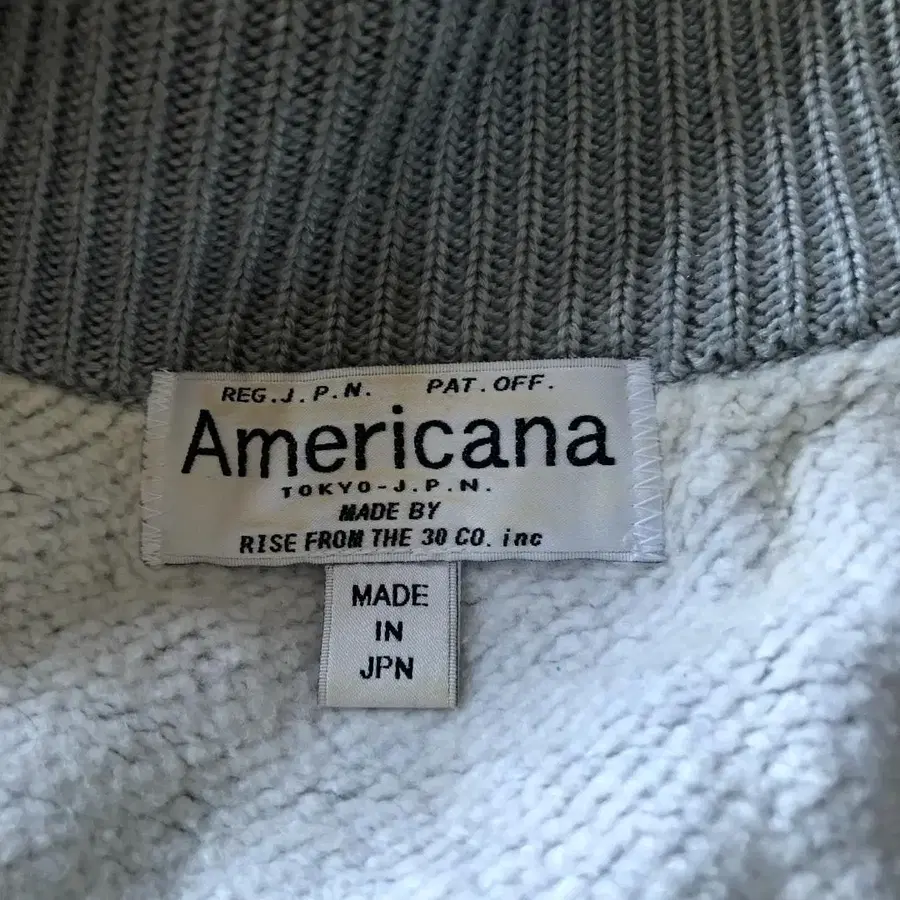 REG.J.P.N. PAT.OFF.
Americana
TOKYO-J.P.N.
MADE BY
RISE FROM THE 30 CO. inc
MADE
IN
JPN